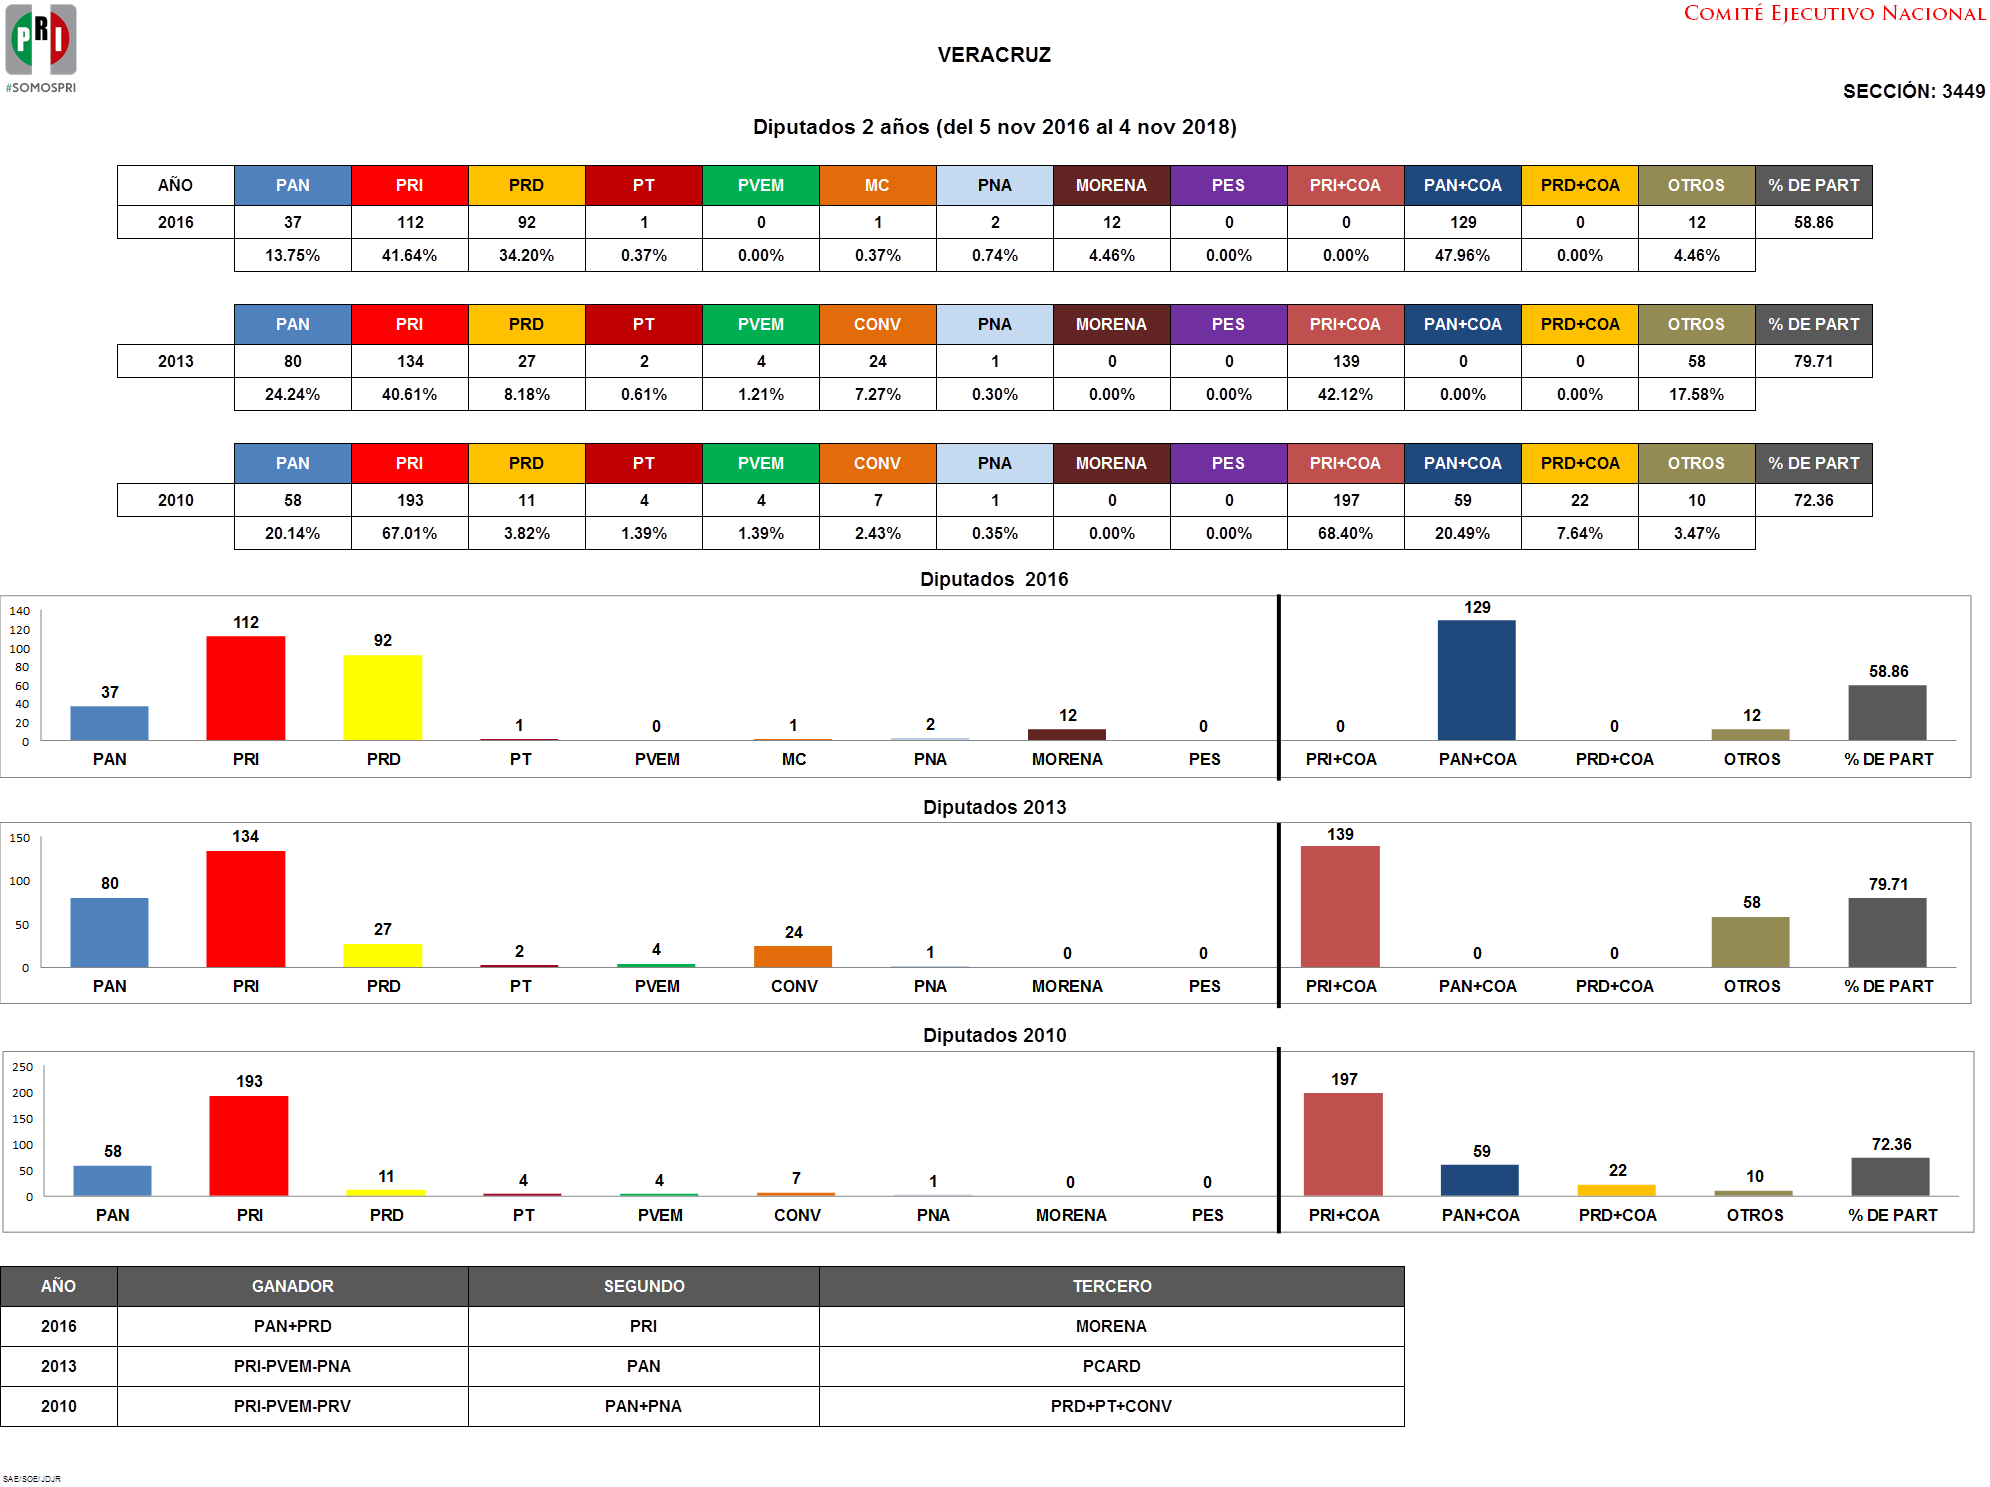 PRI
#SOMOSPRI
COMITÉ EJECUTIVO NACIONAL
VERACRUZ
SECCIÓN: 3449
Diputados 2 años (del 5 nov 2016 al 4 nov 2018)
AÑO PAN PRI PRD PT PVEM MC PNA MORENA PES PRI+COA PAN+COA PRD+COA OTROS % DE PART
2016 37 112 92 1 0 1 2 12 0 0 129 0 12 58.86
13.75% 41.64% 34.20% 0.37% 0.00% 0.37% 0.74% 4.46% 0.00% 0.00% 47.96% 0.00% 4.46%
PAN PRI PRD PT PVEM CONV PNA MORENA PES PRI+COA PAN+COA PRD+COA OTROS % DE PART
2013 80 134 27 2 4 24 1 0 0 139 0 0 58 79.71
24.24% 40.61% 8.18% 0.61% 1.21% 7.27% 0.30% 0.00% 0.00% 42.12% 0.00% 0.00% 17.58%
PAN PRI PRD PT PVEM CONV PNA MORENA PES PRI+COA PAN+COA PRD+COA OTROS % DE PART
2010 58 193 11 4 4 7 1 0 0 197 59 22 10 72.36
20.14% 67.01% 3.82% 1.39% 1.39% 2.43% 0.35% 0.00% 0.00% 68.40% 20.49% 7.64% 3.47%
Diputados 2016
140
120
100
80
60
40
20
0
37 112 92 1 0 1 2 12 0 0 129 0 12 58.86
PAN PRI PRD PT PVEM MC PNA MORENA PES PRI+COA PAN+COA PRD+COA OTROS % DE PART
Diputados 2013
150
100
50
0
80 134 27 2 4 24 1 0 0 139 0 0 58 79.71
PAN PRI PRD PT PVEM CONV PNA MORENA PES PRI+COA PAN+COA PRD+COA OTROS % DE PART
Diputados 2010
250
200
150
100
50
0
58 193 11 4 4 7 1 0 0 197 59 22 10 72.36
PAN PRI PRD PT PVEM CONV PNA MORENA PES PRI+COA PAN+COA PRD+COA OTROS % DE PART
AÑO GANADOR SEGUNDO TERCERO
2016 PAN+PRD PRI MORENA
2013 PRI-PVEM-PNA PAN PCARD
2010 PRI-PVEM-PRV PAN+PNA PRD+PT+CONV
SAE/SOE/JDJR